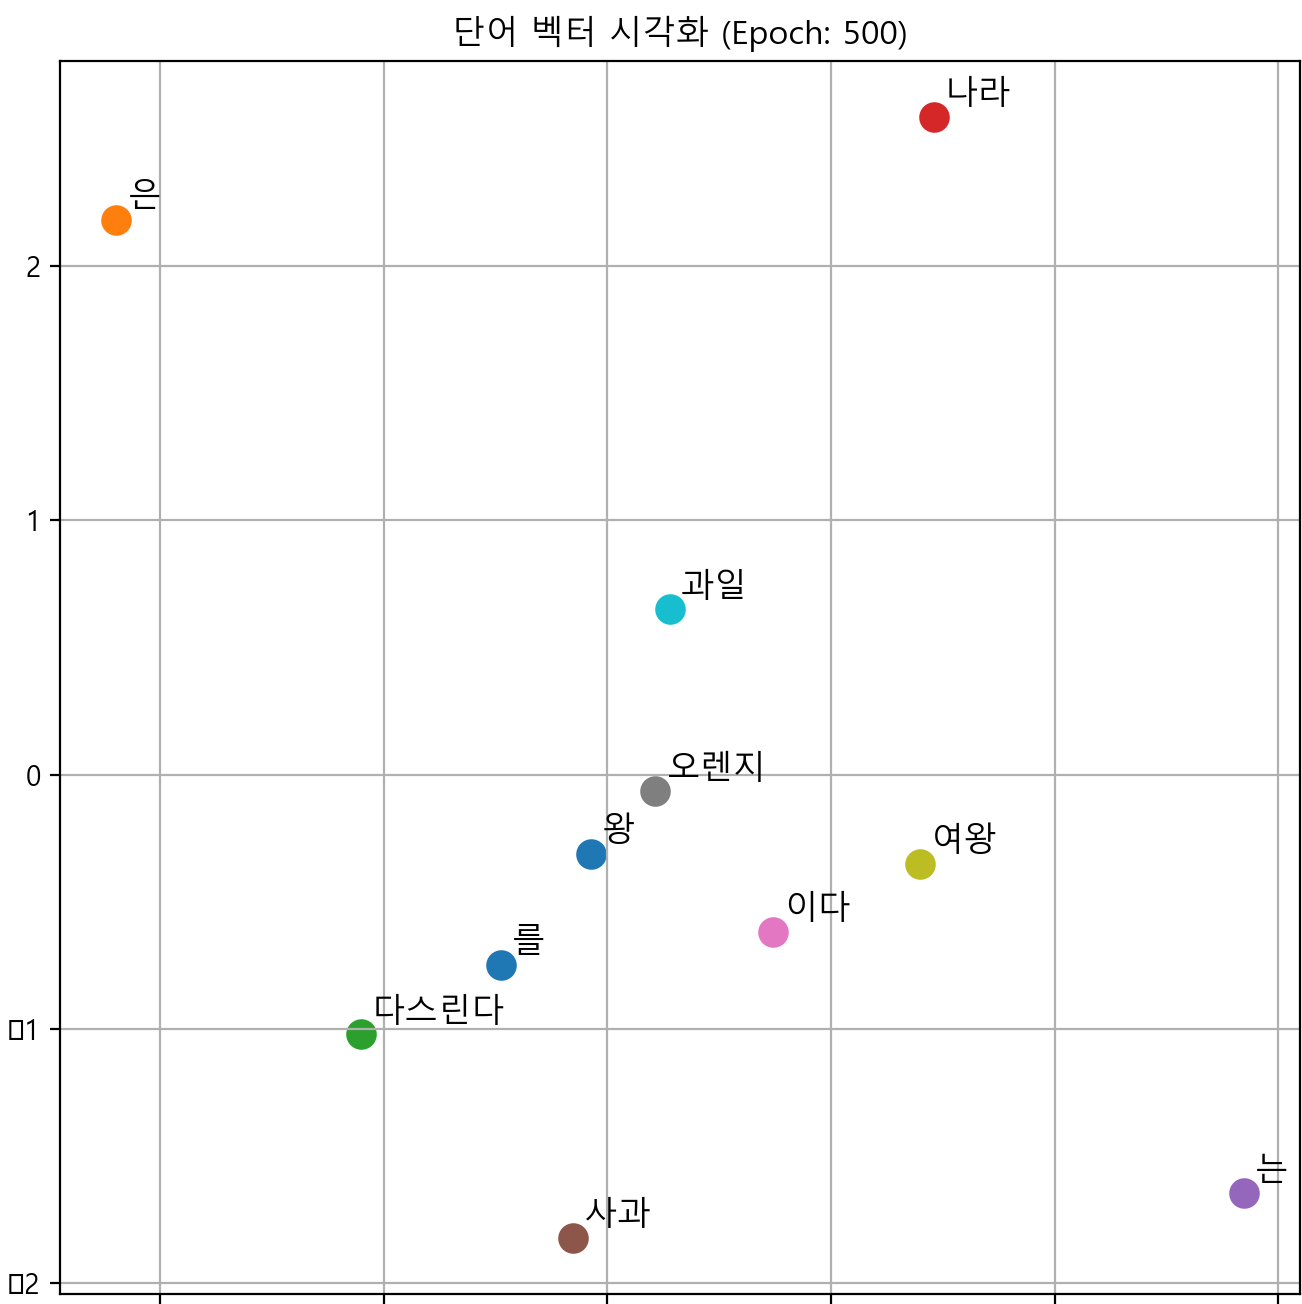 단어 벡터 시각화 (Epoch: 500)
나라
은
2
1
과일
오렌지
0
왕
여왕
이다
를
다스린다
▯1
는
사과
▯2